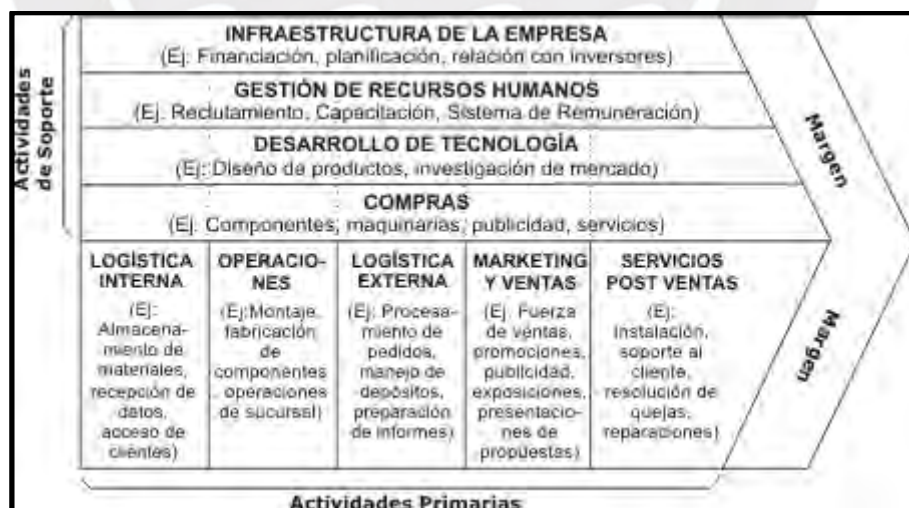 Actividades
de Soporte
INFRAESTRUCTURA DE LA EMPRESA
(Ej: Financiación, planificación, relación con inversores)
GESTIÓN DE RECURSOS HUMANOS
(Ej. Reclutamiento, Capacitación, Sistema de Remuneración)
DESARROLLO DE TECNOLOGÍA
(Ej: Diseño de productos, investigación de mercado)
COMPRAS
(Ej. Componentes, maquinarias, publicidad, servicios)
LOGÍSTICA
INTERNA
(Ej:
Almacena-
miento de
materiales,
recepción de
datos,
acceso de
clientes)
OPERACIO-
NES
(Ej:Montaje,
fabricación
de
componentes
, operaciones
de sucursal)
LOGÍSTICA
EXTERNA
(Ej: Procesa-
miento de
pedidos,
manejo de
depósitos,
preparación
de informes)
MARKETING
Y VENTAS
(Ej. Fuerza
de ventas,
promociones,
publicidad,
exposiciones,
presentacio-
nes de
propuestas)
SERVICIOS
POST VENTAS
(Ej:
Instalación,
soporte al
cliente,
resolución de
quejas,
reparaciones)
Margen
Margen
Actividades Primarias